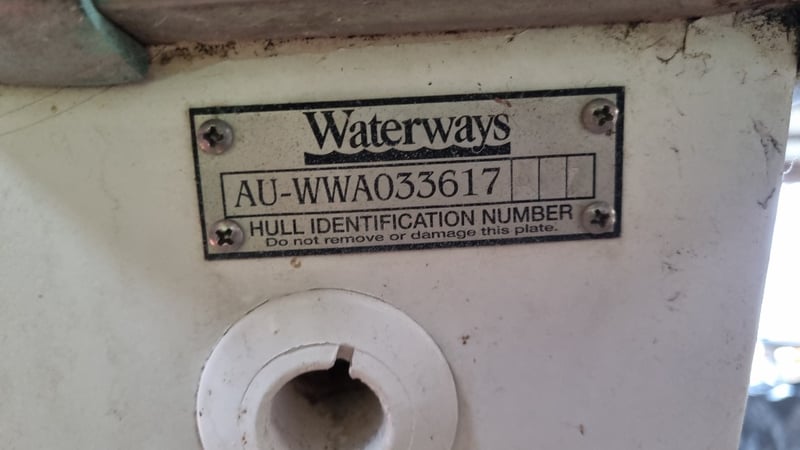 Waterways
AU-WWA033617
HULL IDENTIFICATION NUMBER
Do not remove or damage this plate.